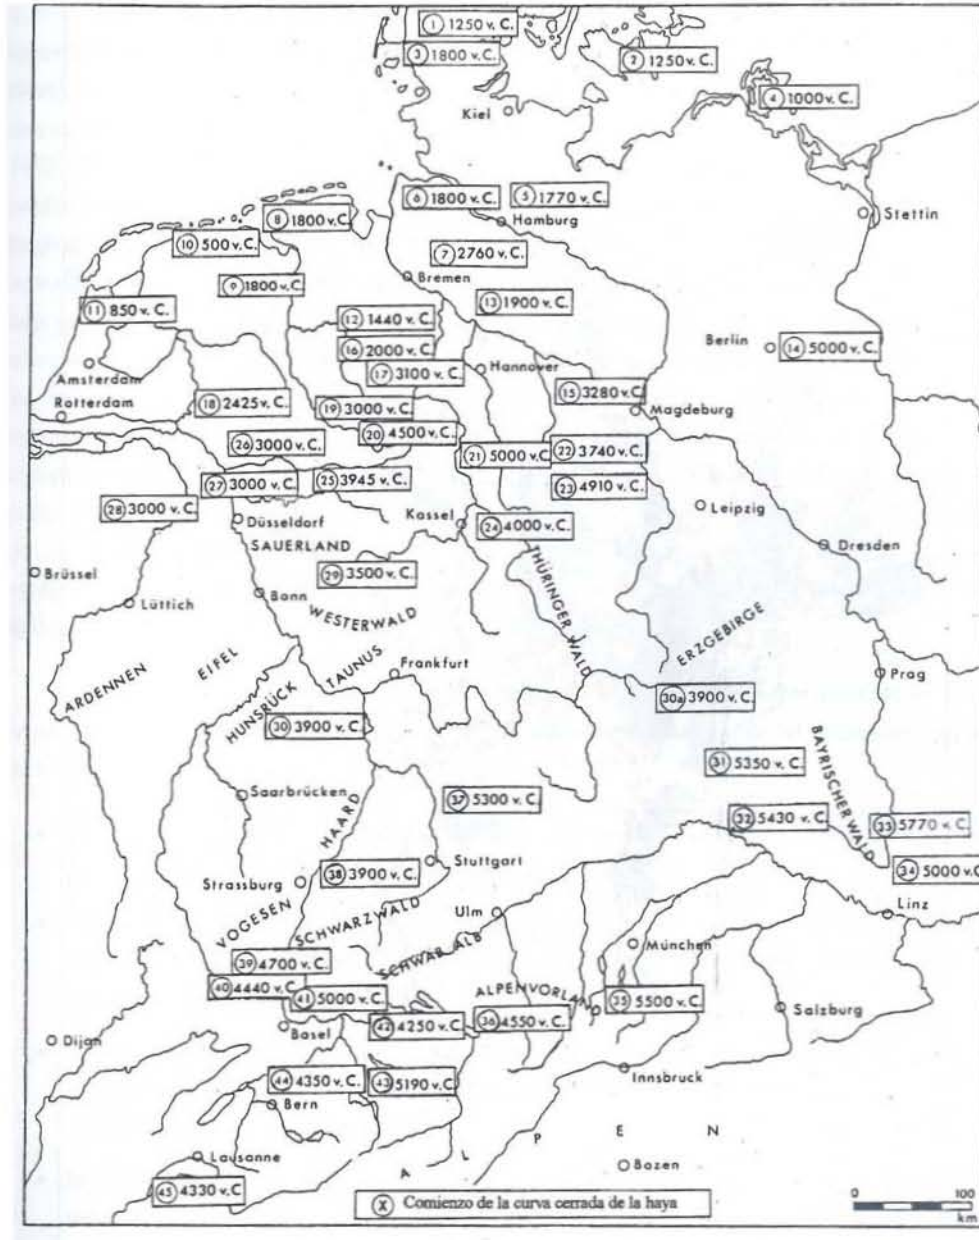 1 1250 v. C.
3 1800 v. C.
2 1250 v. C.
4 1000 v. C.
Kiel
6 1800 v. C.
5 1770 v. C.
Hamburg
Stettin
8 1800 v. C.
10 500 v. C.
7 2760 v. C.
Bremen
9 1800 v. C.
13 1900 v. C.
11 850 v. C.
12 1440 v. C.
16 2000 v. C.
Berlin
14 5000 v. C.
Amsterdam
17 3100 v. C.
Hannover
15 3280 v. C.
Magdeburg
Rotterdam
18 2425 v. C.
19 3000 v. C.
20 4500 v. C.
26 3000 v. C.
21 5000 v. C.
22 3740 v. C.
27 3000 v. C.
25 3945 v. C.
23 4910 v. C.
28 3000 v. C.
Düsseldorf
Kassel
24 4000 v. C.
Leipzig
SAUERLAND
Dresden
Brüssel
29 3500 v. C.
THÜRINGER WALD
Lüttich
Bonn
WESTERWALD
ERZGEBIRGE
ARDENNEN
EIFEL
TAUNUS
Frankfurt
Prag
HUNSRÜCK
30a 3900 v. C.
30 3900 v. C.
31 5350 v. C.
BAYRISCHER WALD
Saarbrücken
HAARD
37 5300 v. C.
32 5430 v. C.
33 5770 v. C.
Strassburg
38 3900 v. C.
Stuttgart
34 5000 v. C
VOGESEN
SCHWARZWALD
Ulm
Linz
SCHWÄB. ALB
München
39 4700 v. C.
40 4440 v. C.
41 5000 v. C.
ALPENVORLAND
35 5500 v. C.
Salzburg
Dijon
Basel
42 4250 v. C.
36 4550 v. C.
44 4350 v. C.
43 5190 v. C.
Innsbruck
Bern
Lausanne
ALPEN
Bozen
45 4330 v. C
X Comienzo de la curva cerrada de la haya
0 100
km